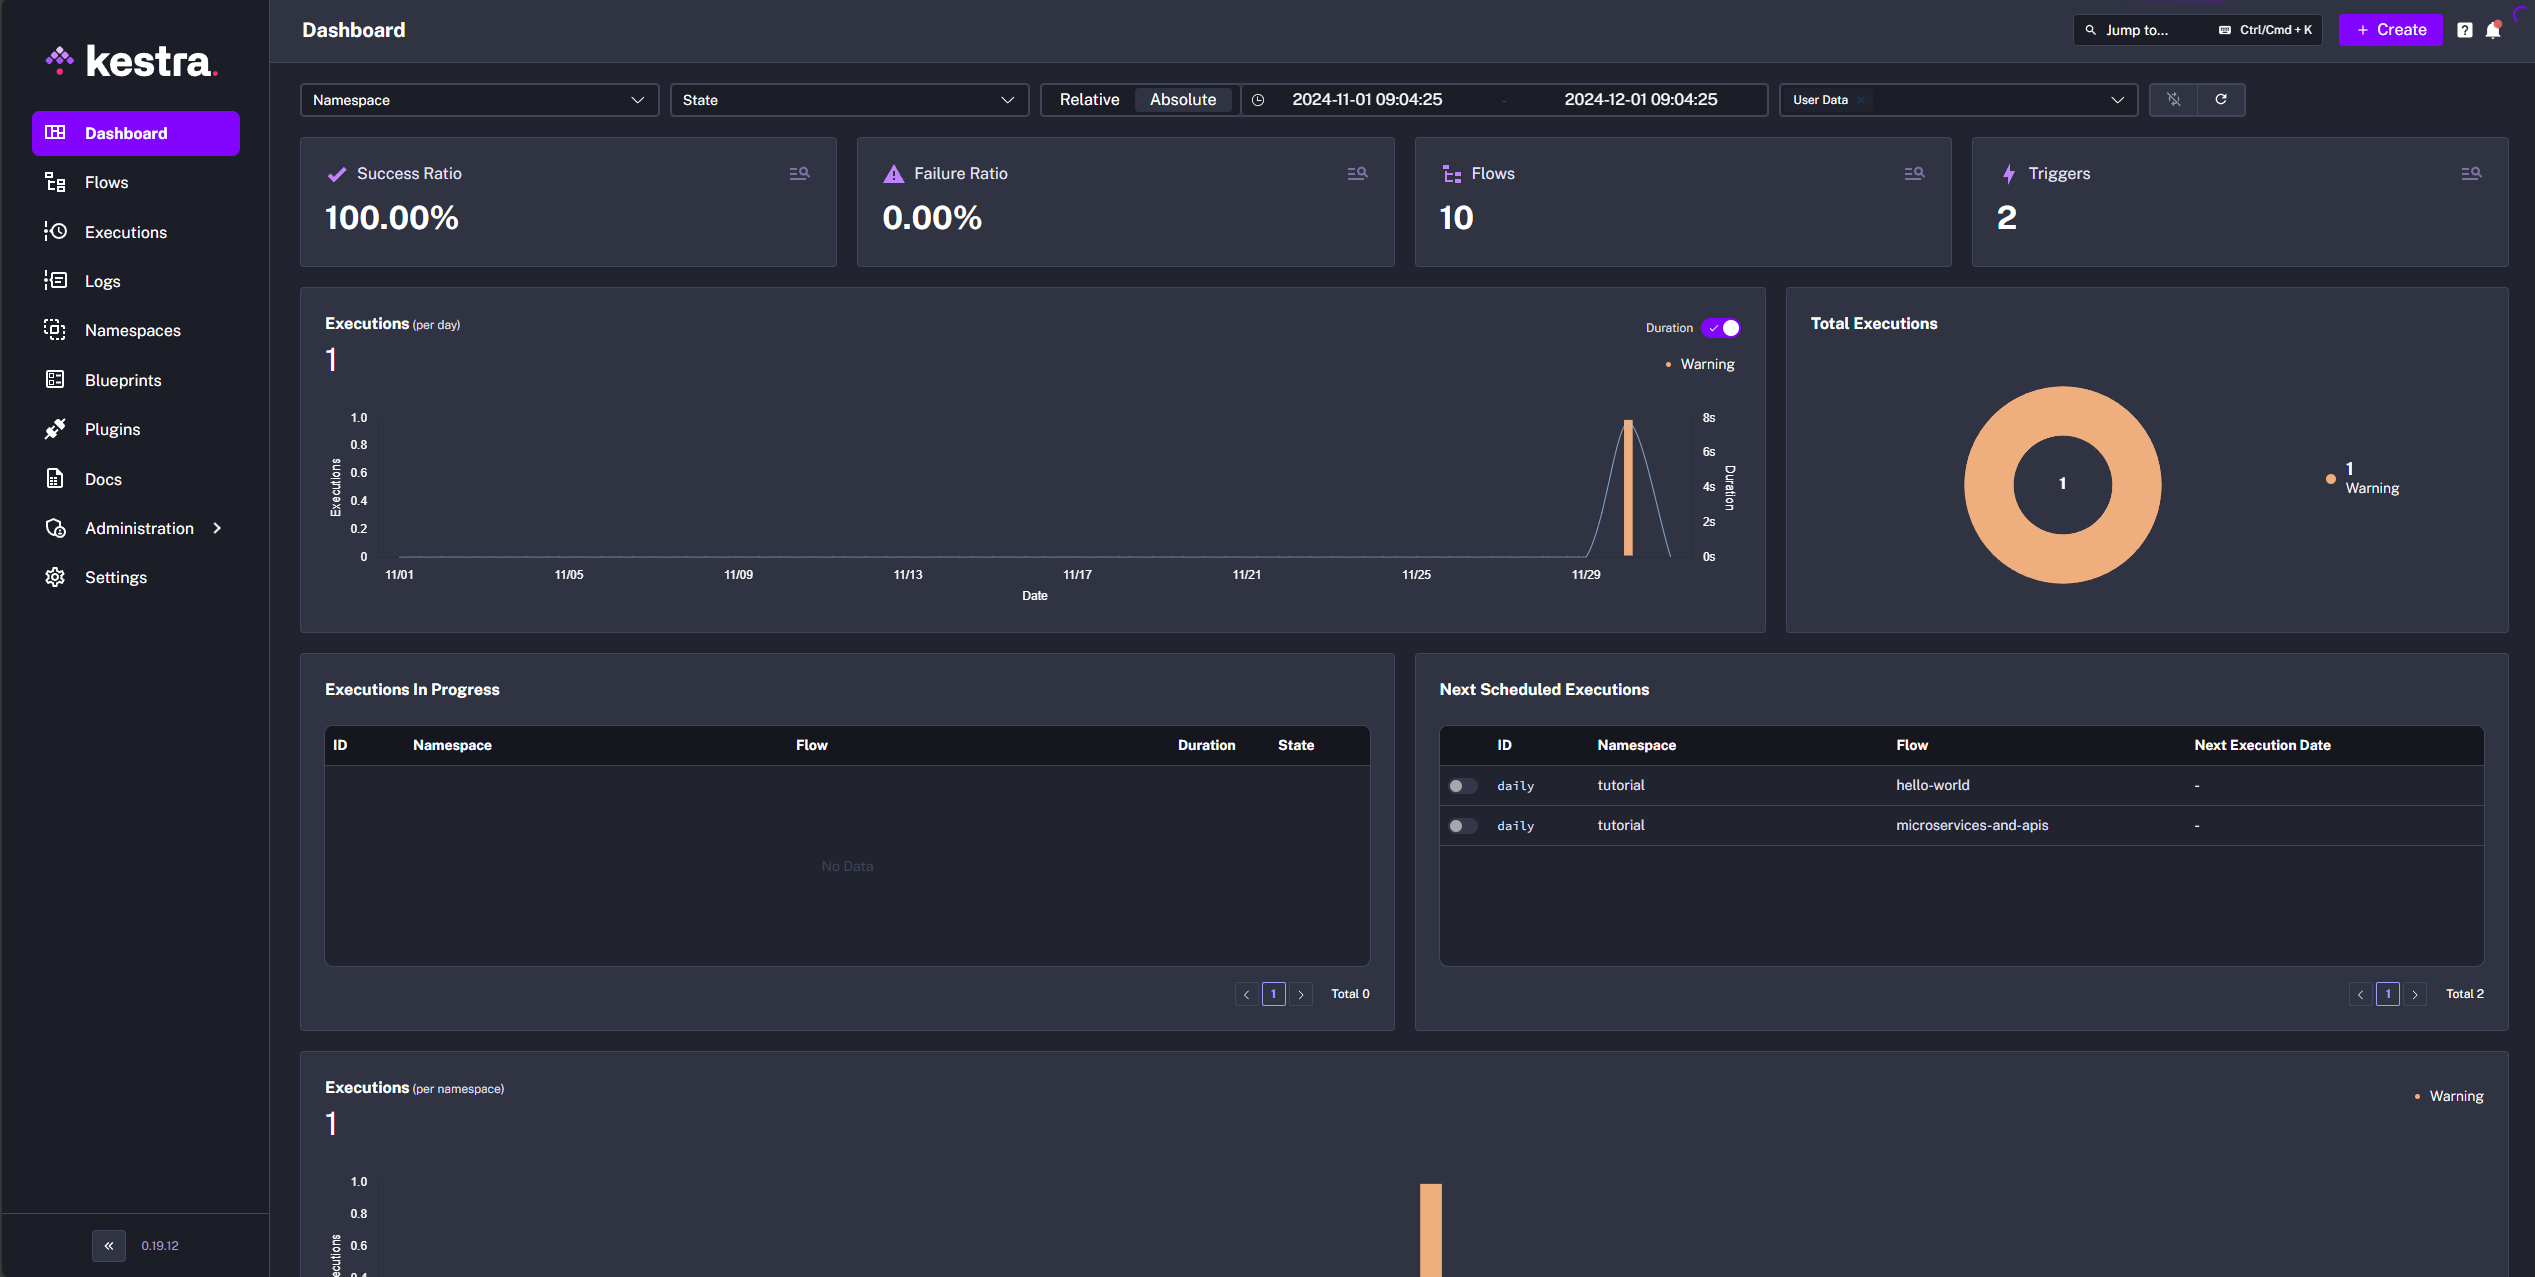 kestra.
Dashboard
Flows
Executions
Logs
Namespaces
Blueprints
Plugins
Docs
Administration
Settings
0.19.12
Dashboard
Jump to...
Ctrl/Cmd + K
+ Create
Namespace
State
Relative
Absolute
2024-11-01 09:04:25 - 2024-12-01 09:04:25
User Data
Success Ratio
100.00%
Failure Ratio
0.00%
Flows
10
Triggers
2
Executions (per day)
1
Duration
Warning
1.0
0.8
0.6
0.4
0.2
0
Executions
8s
6s
4s
2s
0s
Duration
11/01 11/05 11/09 11/13 11/17 11/21 11/25 11/29
Date
Total Executions
1
1
Warning
Executions In Progress
ID Namespace Flow Duration State
No Data
1
Total 0
Next Scheduled Executions
ID Namespace Flow Next Execution Date
daily tutorial hello-world -
daily tutorial microservices-and-apis -
1
Total 2
Executions (per namespace)
1
Warning
1.0
0.8
0.6
0.4